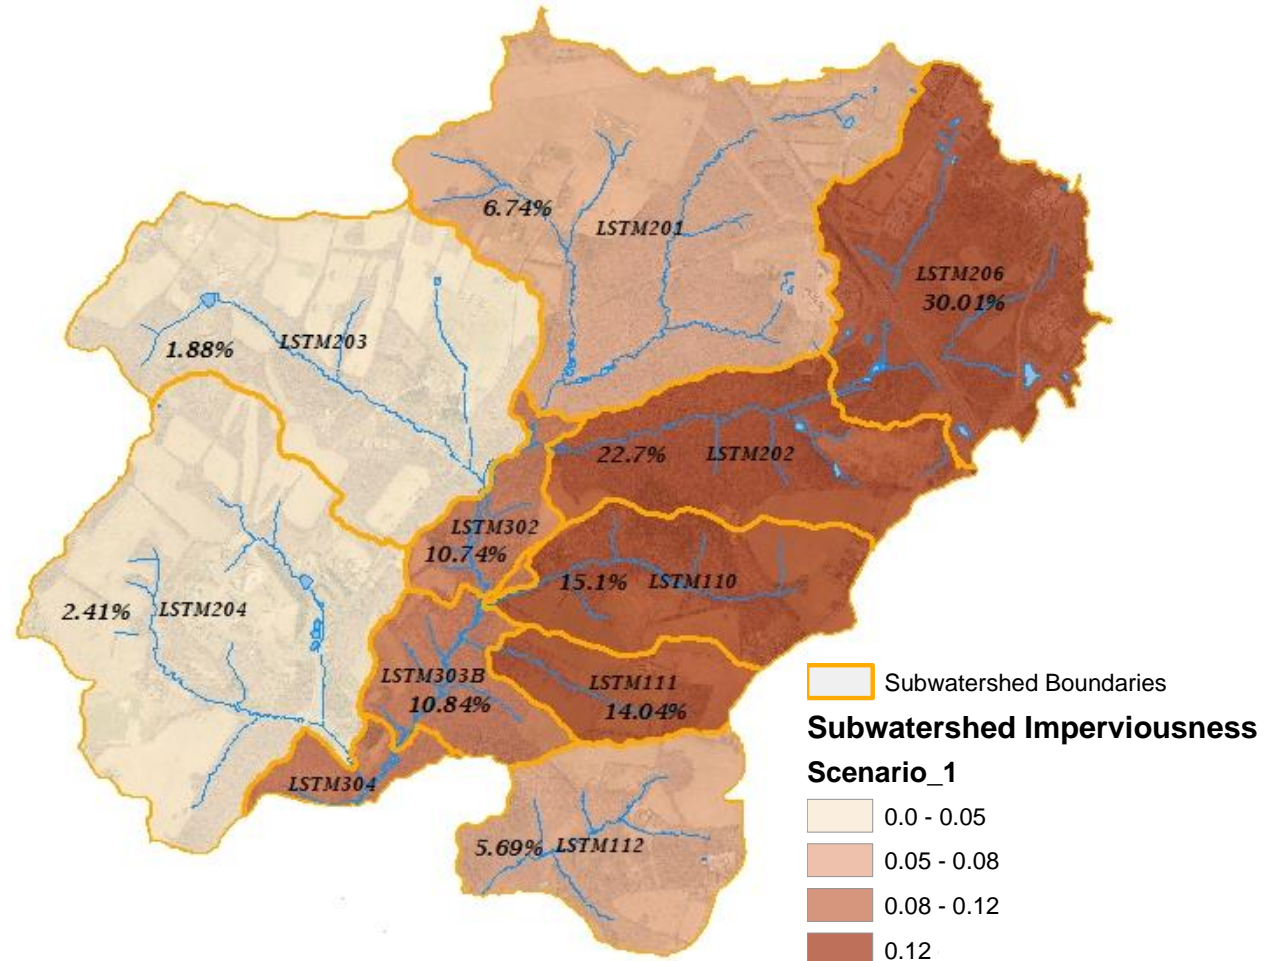 6.74%
LSTM201
LSTM206
30.01%
1.88%
LSTM203
22.7%
LSTM202
LSTM302
10.74%
15.1%
LSTM110
2.41%
LSTM204
LSTM303B
10.84%
LSTM111
14.04%
LSTM304
5.69%
LSTM112
Subwatershed Boundaries
Subwatershed Imperviousness
Scenario_1
0.0 - 0.05
0.05 - 0.08
0.08 - 0.12
0.12